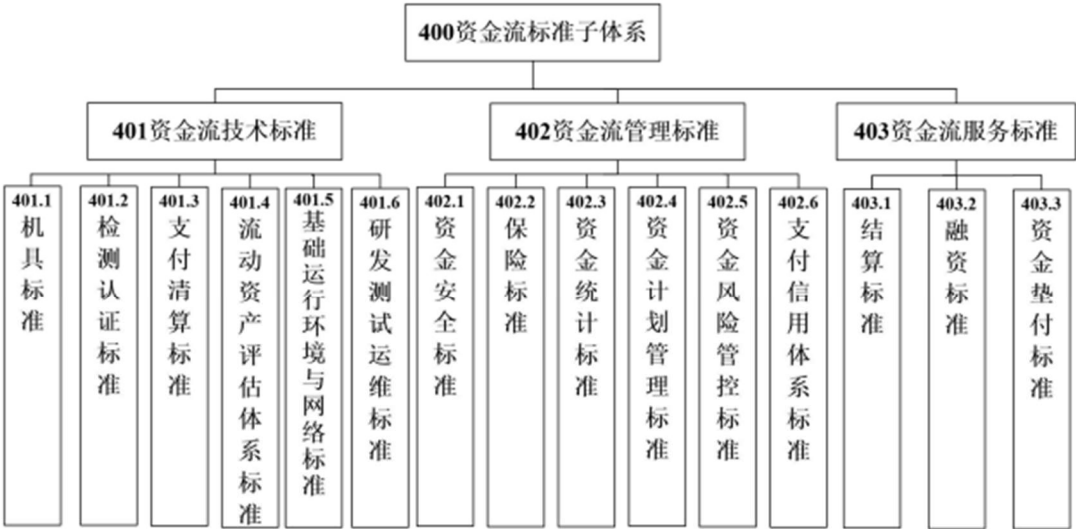 400资金流标准子体系
401资金流技术标准
402资金流管理标准
403资金流服务标准
401.1
机具标准
401.2
检测认证标准
401.3
支付清算标准
401.4
流动资产评估体系标准
401.5
基础运行环境与网络标准
401.6
研发测试运维标准
402.1
资金安全标准
402.2
保险标准
402.3
资金统计标准
402.4
资金计划管理标准
402.5
资金风险管控标准
402.6
支付信用体系标准
403.1
结算标准
403.2
融资标准
403.3
资金垫付标准